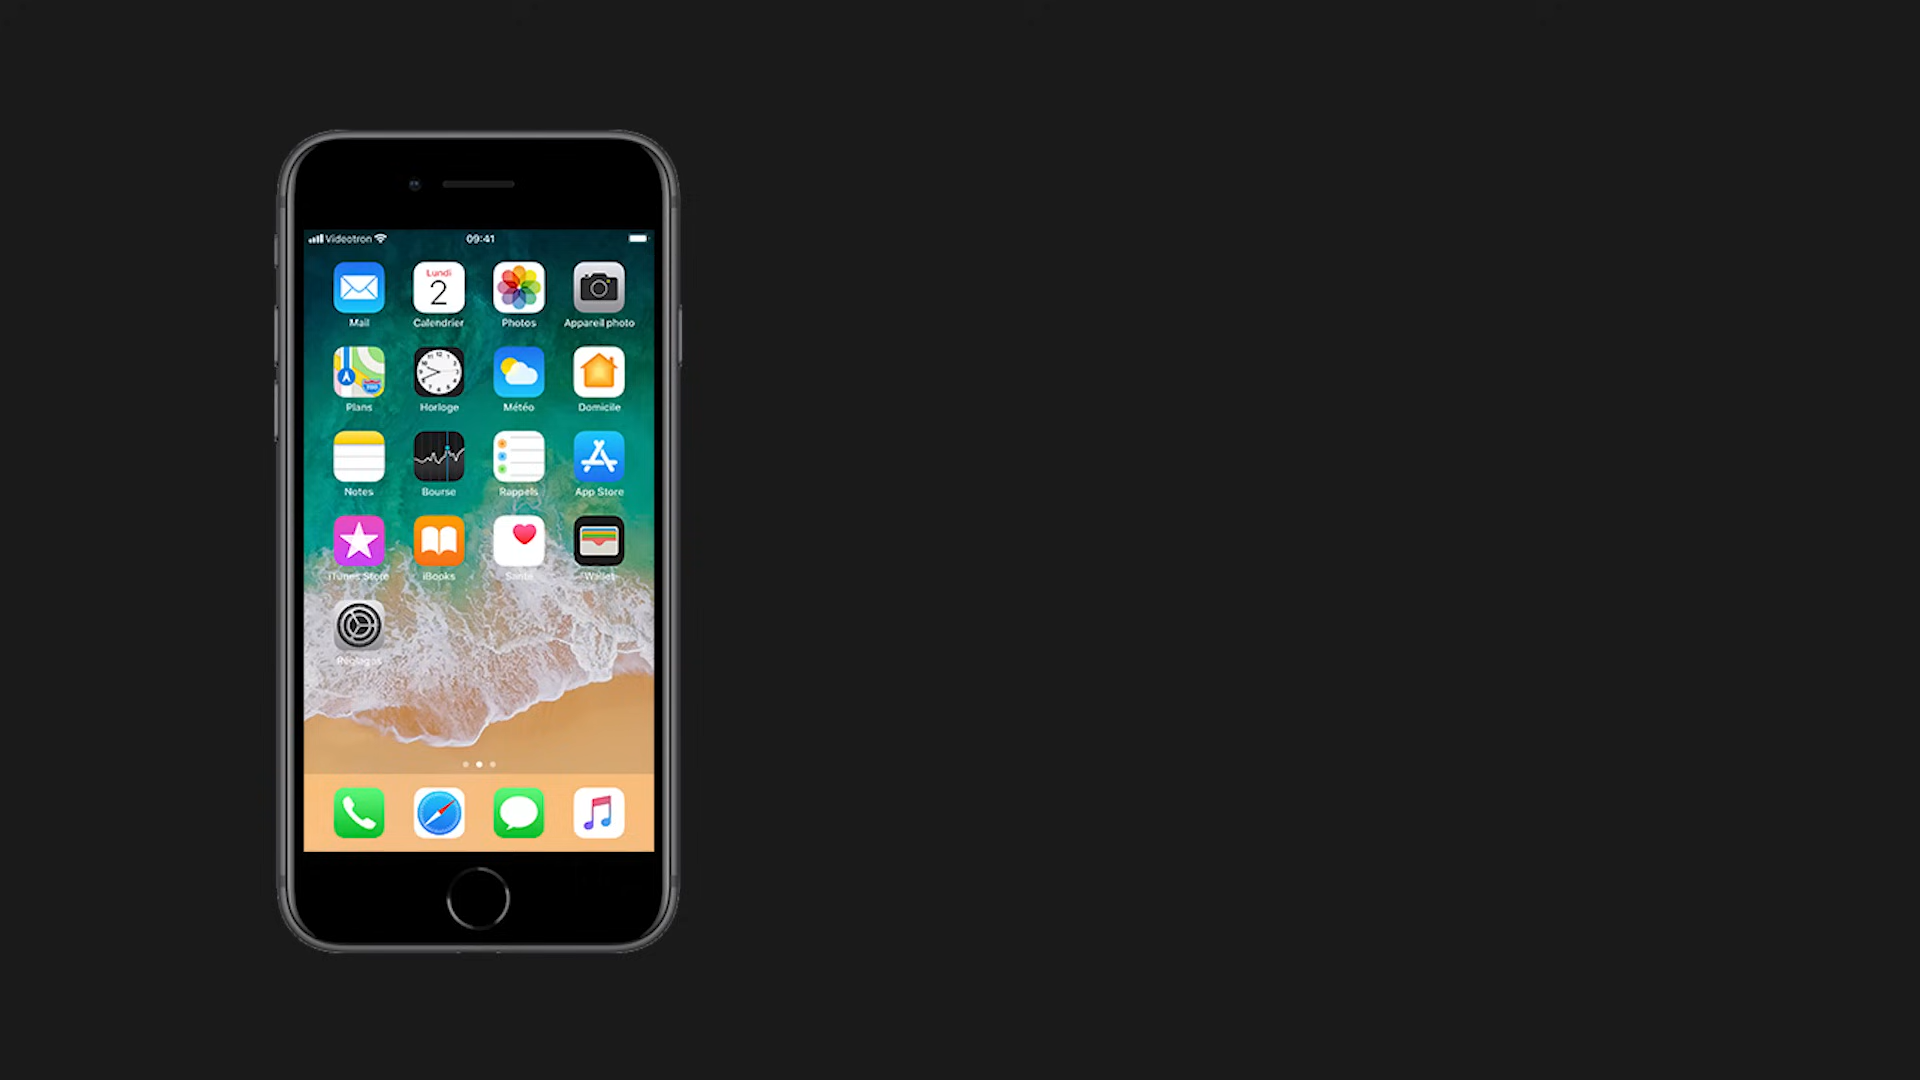 Videotron 09:41
Lundi
2
Mail Calendrier Photos Appareil photo
Plans Horloge Météo Domicile
Notes Bourse Rappels App Store
iTunes Store iBooks Santé Wallet
Réglages